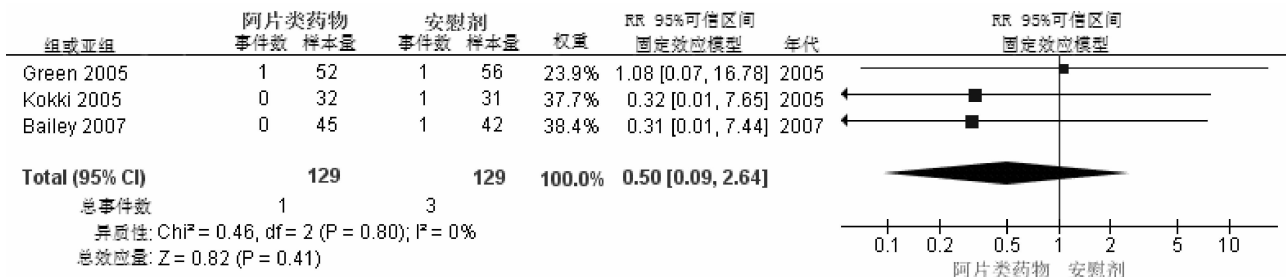 阿片类药物 安慰剂 RR 95%可信区间 RR 95%可信区间
组或亚组 事件数 样本量 事件数 样本量 权重 固定效应模型 年代 固定效应模型
Green 2005 1 52 1 56 23.9% 1.08 [0.07, 16.78] 2005
Kokki 2005 0 32 1 31 37.7% 0.32 [0.01, 7.65] 2005
Bailey 2007 0 45 1 42 38.4% 0.31 [0.01, 7.44] 2007
Total (95% CI) 129 129 100.0% 0.50 [0.09, 2.64]
总事件数 1 3
异质性: Chi² = 0.46, df = 2 (P = 0.80); I² = 0%
总效应量: Z = 0.82 (P = 0.41)
0.1 0.2 0.5 1 2 5 10
阿片类药物 安慰剂